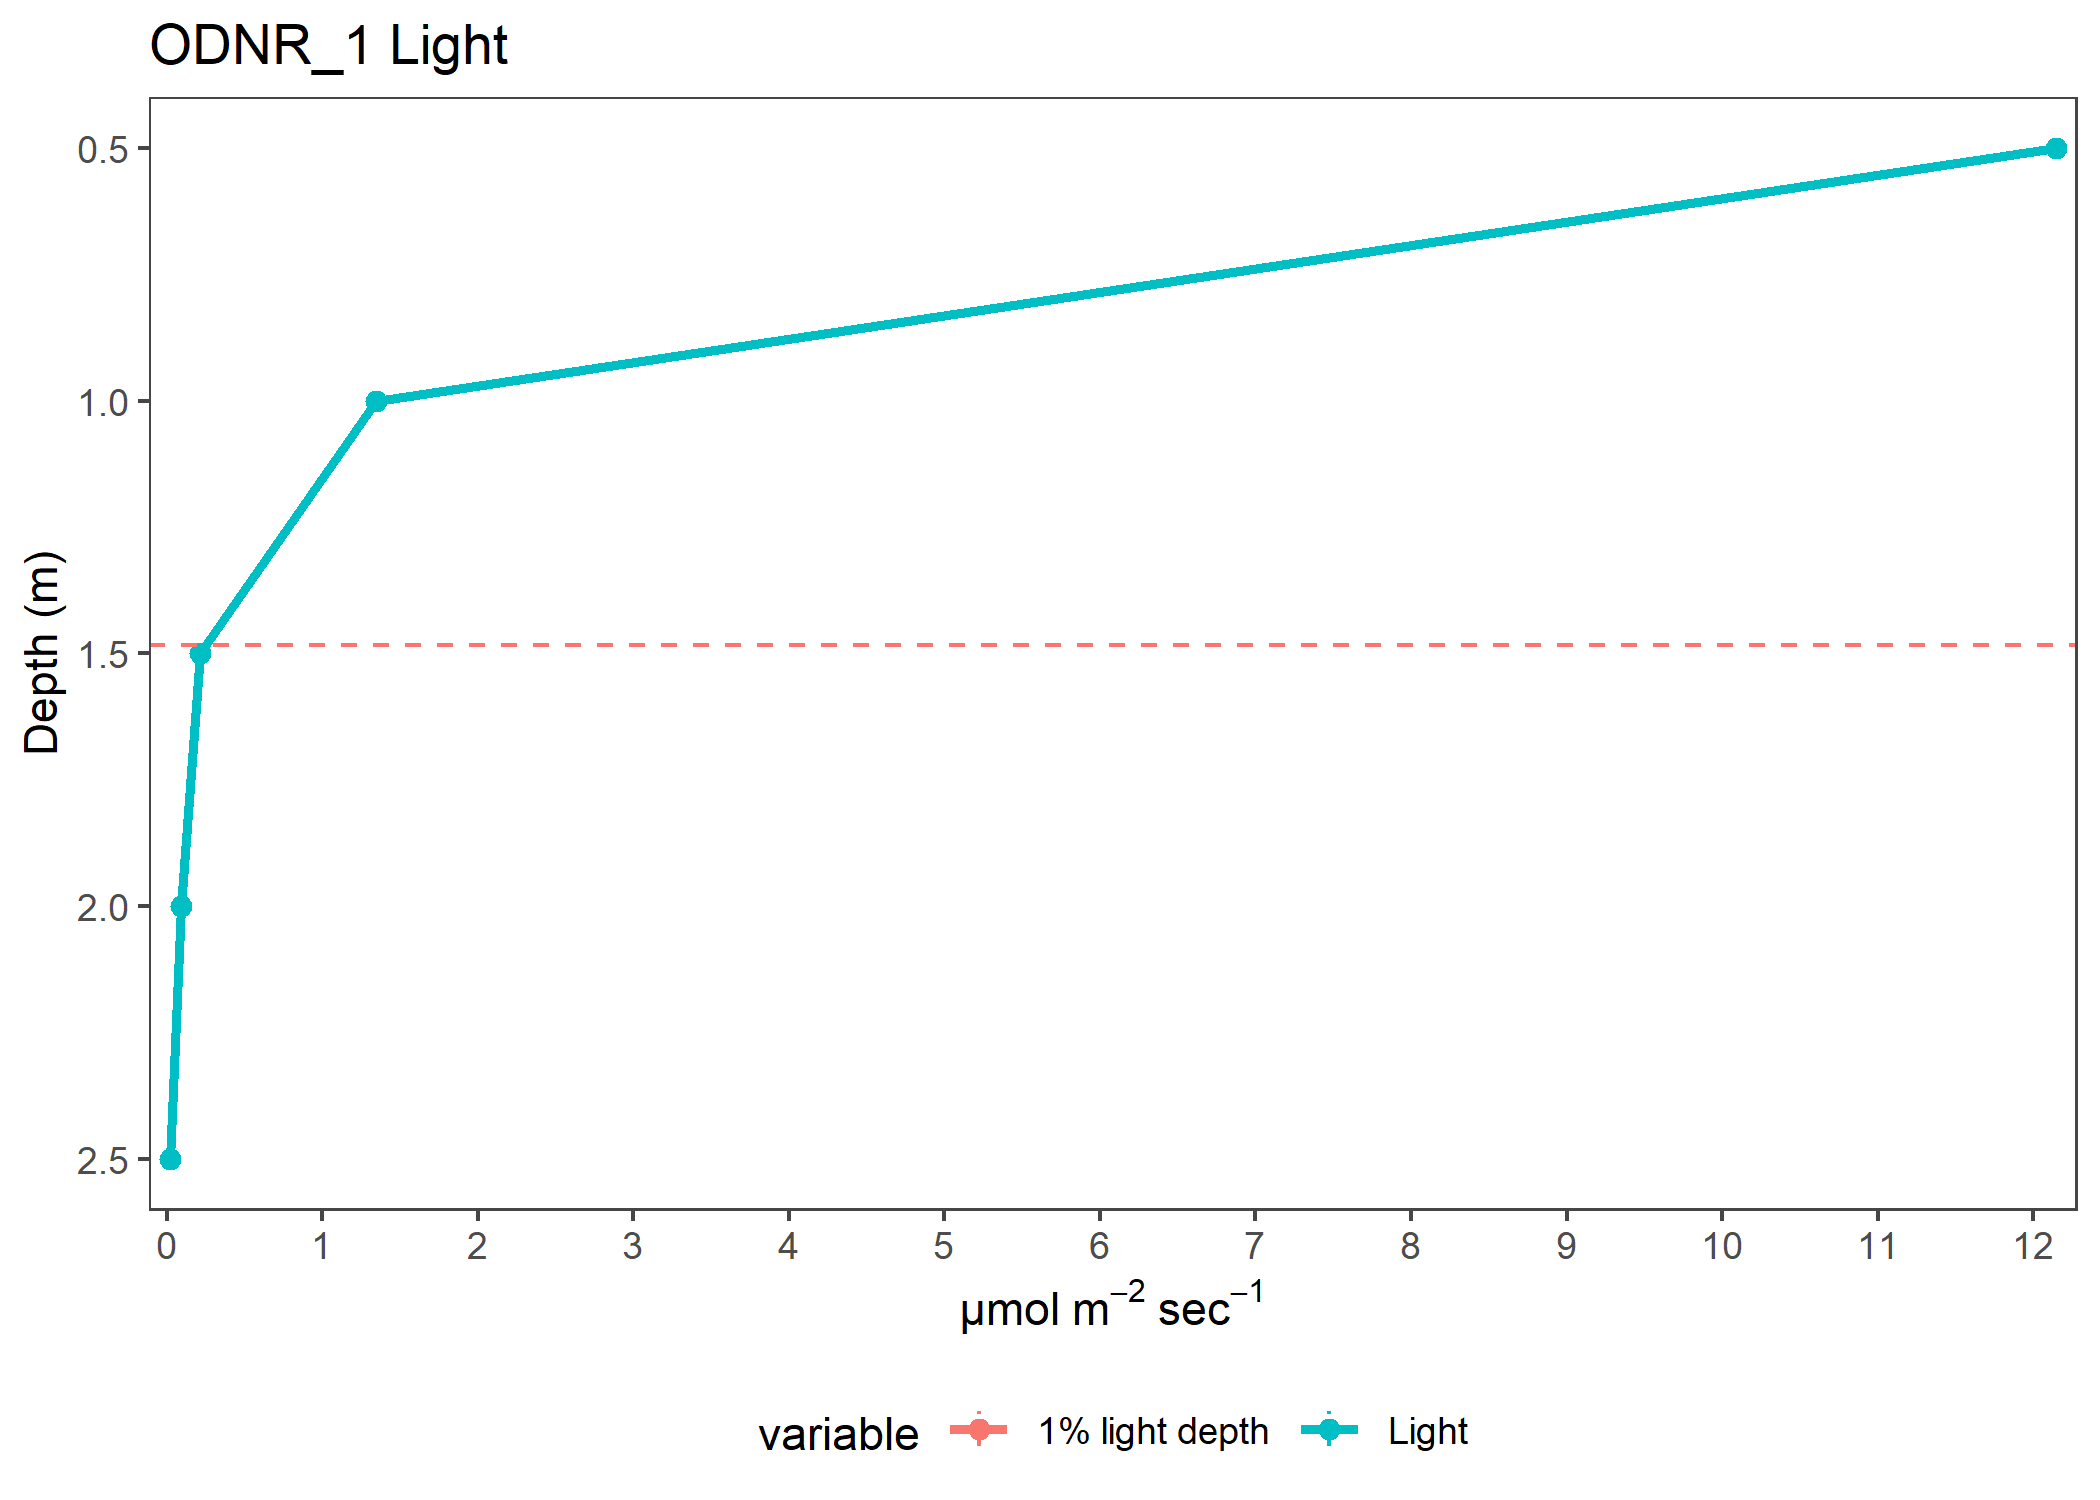 ODNR_1 Light
0.5
1.0
1.5
2.0
2.5
Depth (m)
0 1 2 3 4 5 6 7 8 9 10 11 12
µmol m⁻² sec⁻¹
variable 1% light depth Light